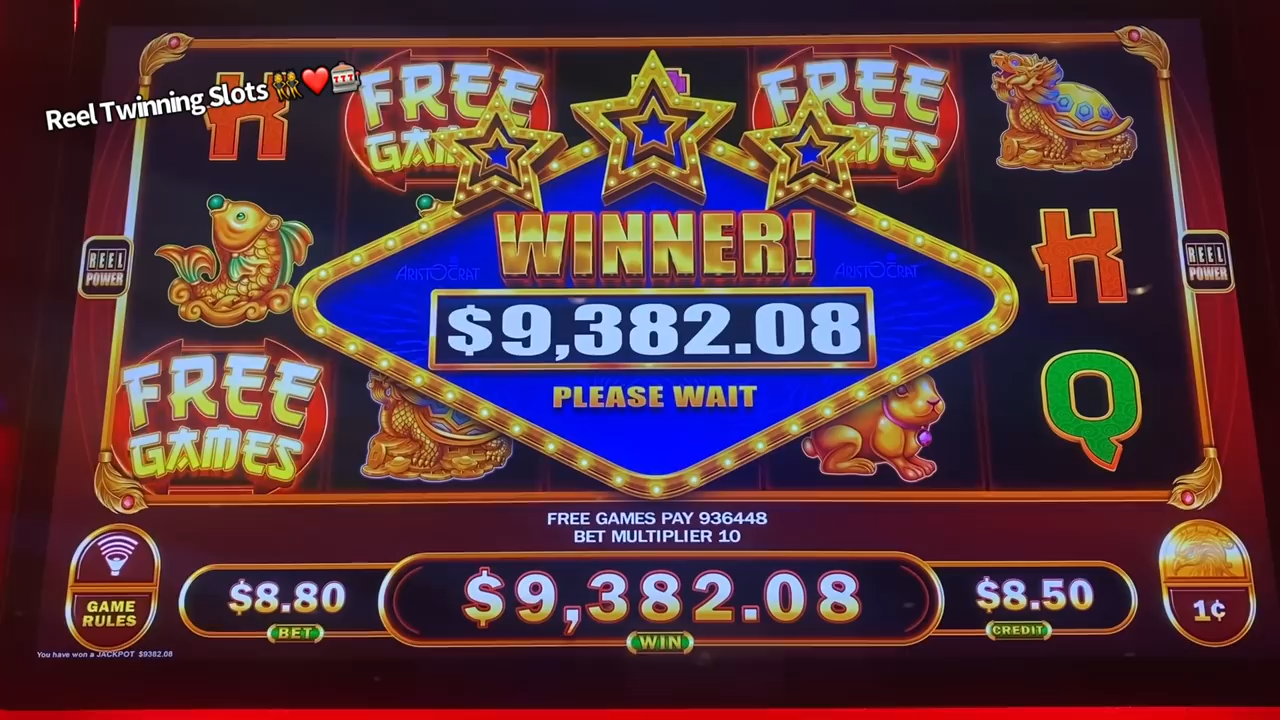 Reel Twinning Slots 👯❤️🎰
K
FREE
GAMES
FREE
GAMES
WINNER!
ARISTOCRAT
ARISTOCRAT
REEL
POWER
REEL
POWER
K
$9,382.08
PLEASE WAIT
FREE
GAMES
Q
FREE GAMES PAY 936448
BET MULTIPLIER 10
GAME
RULES
$8.80
BET
$9,382.08
WIN
$8.50
CREDIT
1¢
You have won a JACKPOT $9382.08